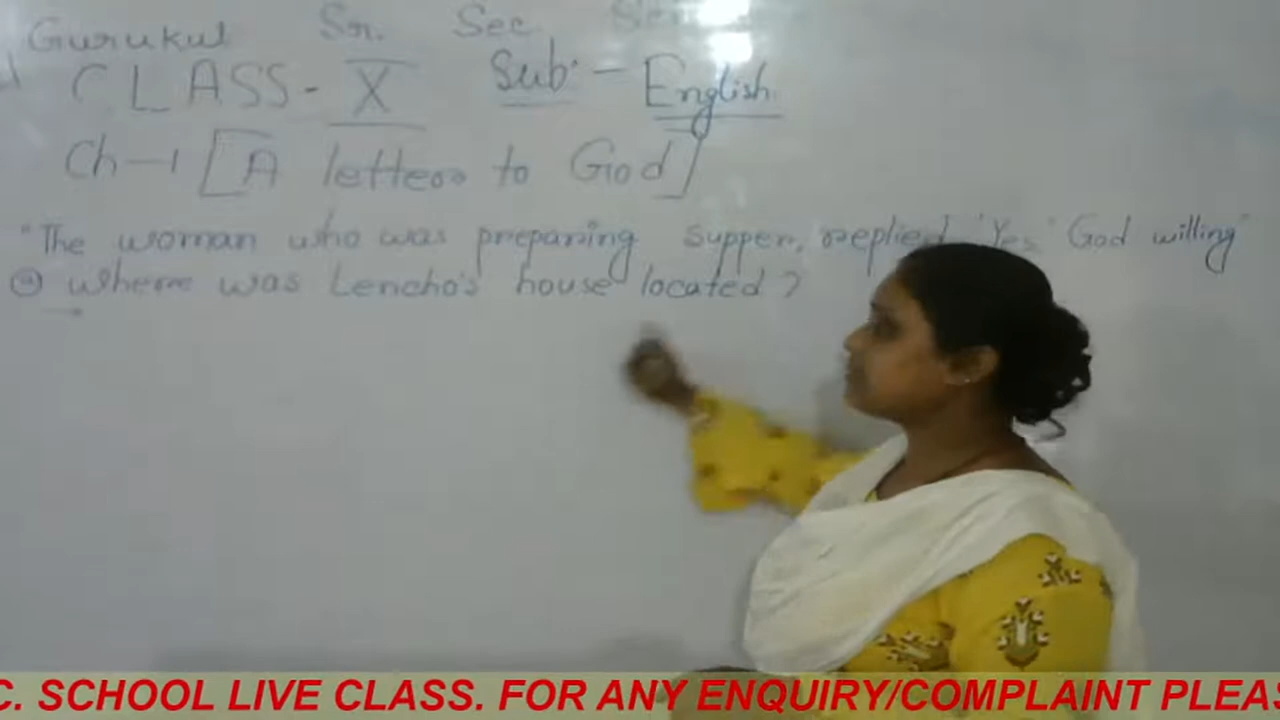 Gurukul Sr. Sec.
CLASS - X Sub:- English
Ch-1 [A letter to God]
"The woman who was preparing supper, replied, 'Yes' God willing"
where was Lencho's house located?
C. SCHOOL LIVE CLASS. FOR ANY ENQUIRY/COMPLAINT PLEAS